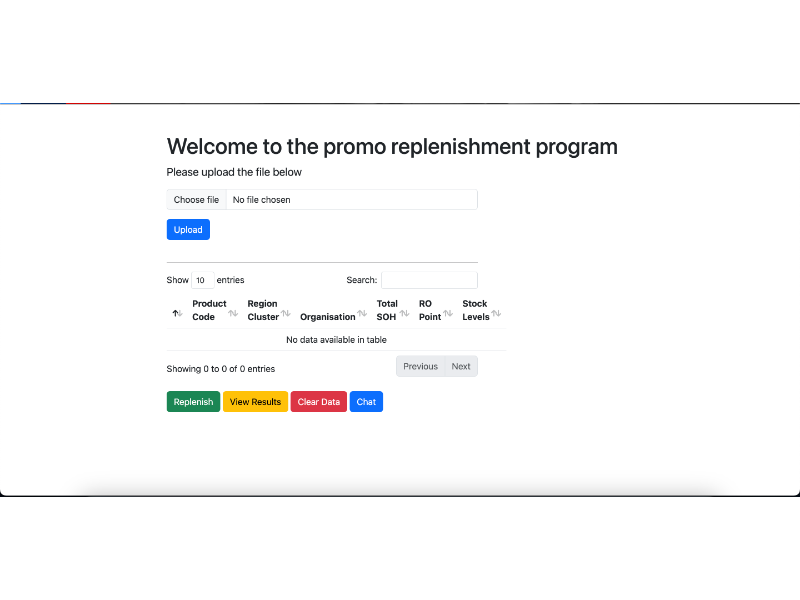 Welcome to the promo replenishment program
Please upload the file below
Choose file No file chosen
Upload
Show 10 entries Search:
Product Code Region Cluster Organisation Total SOH RO Point Stock Levels
No data available in table
Showing 0 to 0 of 0 entries Previous Next
Replenish View Results Clear Data Chat